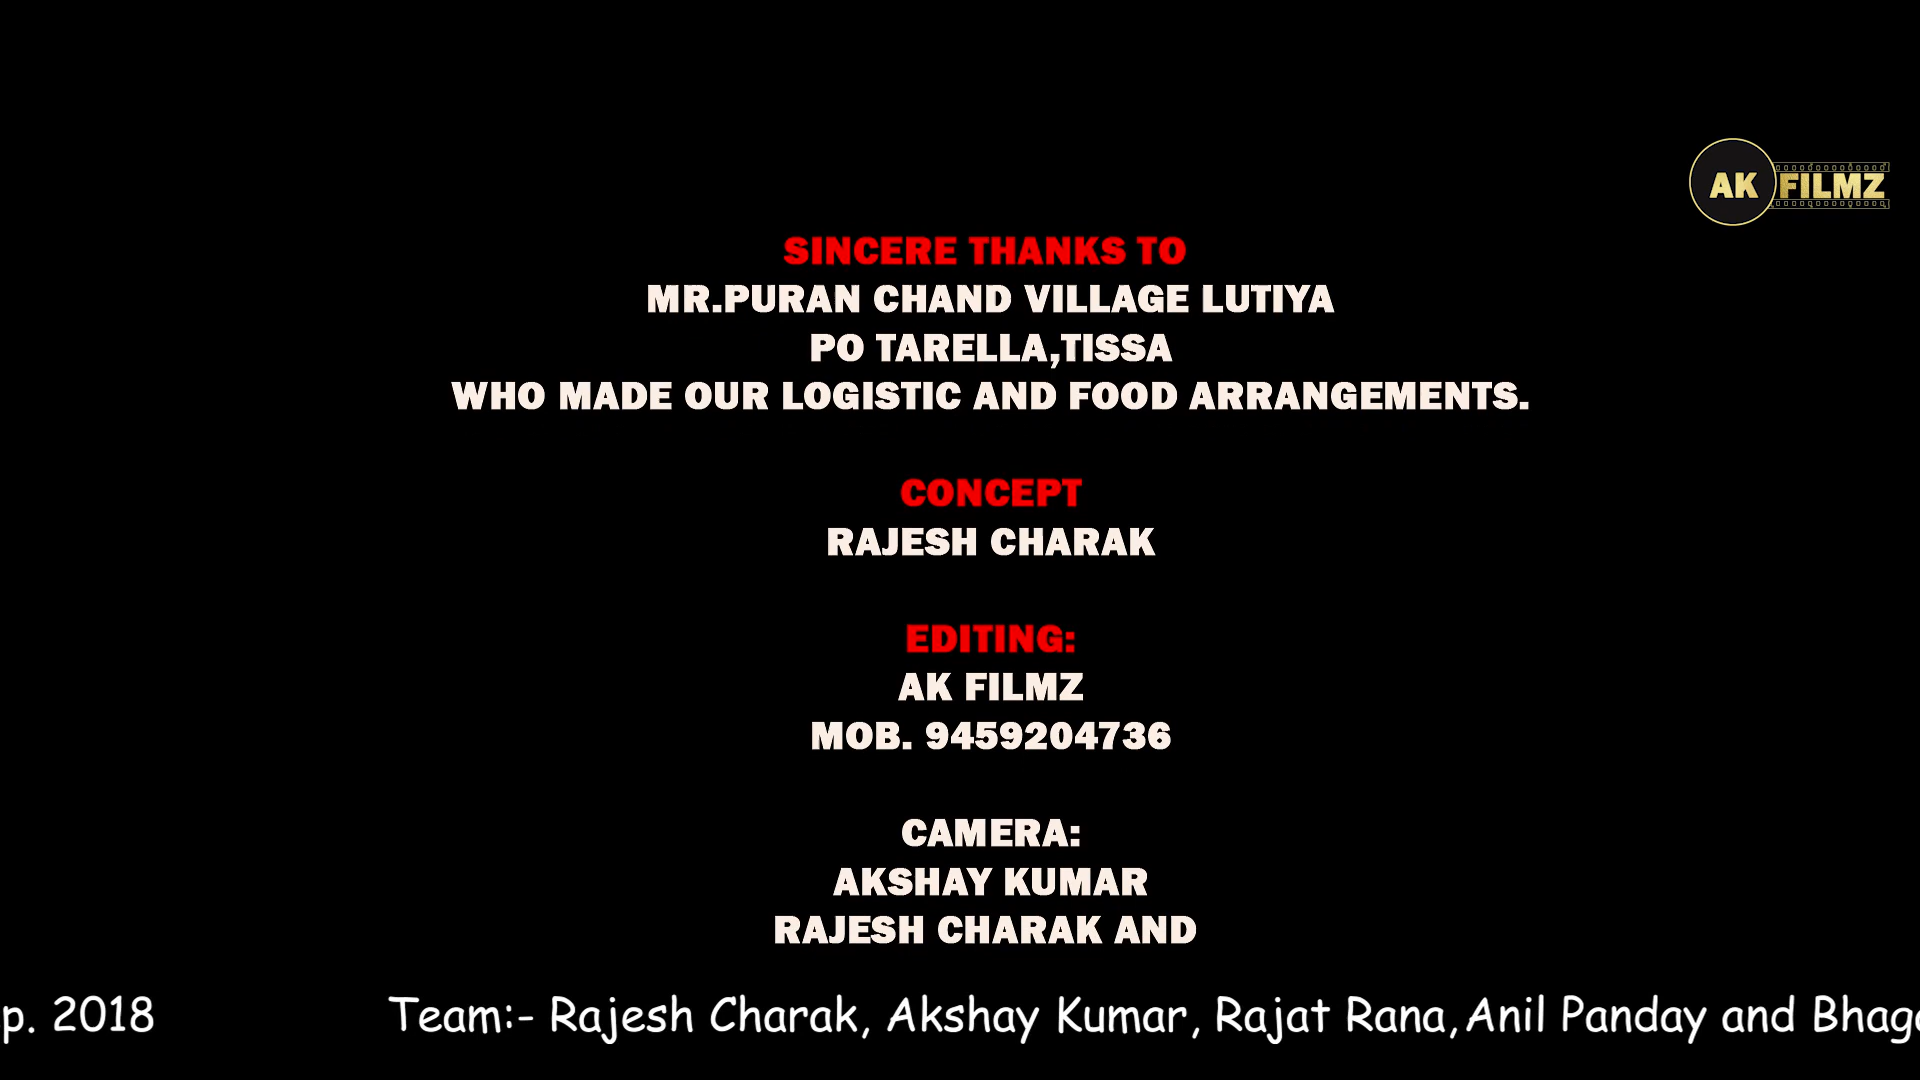 AK FILMZ
SINCERE THANKS TO
MR.PURAN CHAND VILLAGE LUTIYA
PO TARELLA,TISSA
WHO MADE OUR LOGISTIC AND FOOD ARRANGEMENTS.
CONCEPT
RAJESH CHARAK
EDITING:
AK FILMZ
MOB. 9459204736
CAMERA:
AKSHAY KUMAR
RAJESH CHARAK AND
p. 2018 Team:- Rajesh Charak, Akshay Kumar, Rajat Rana,Anil Panday and